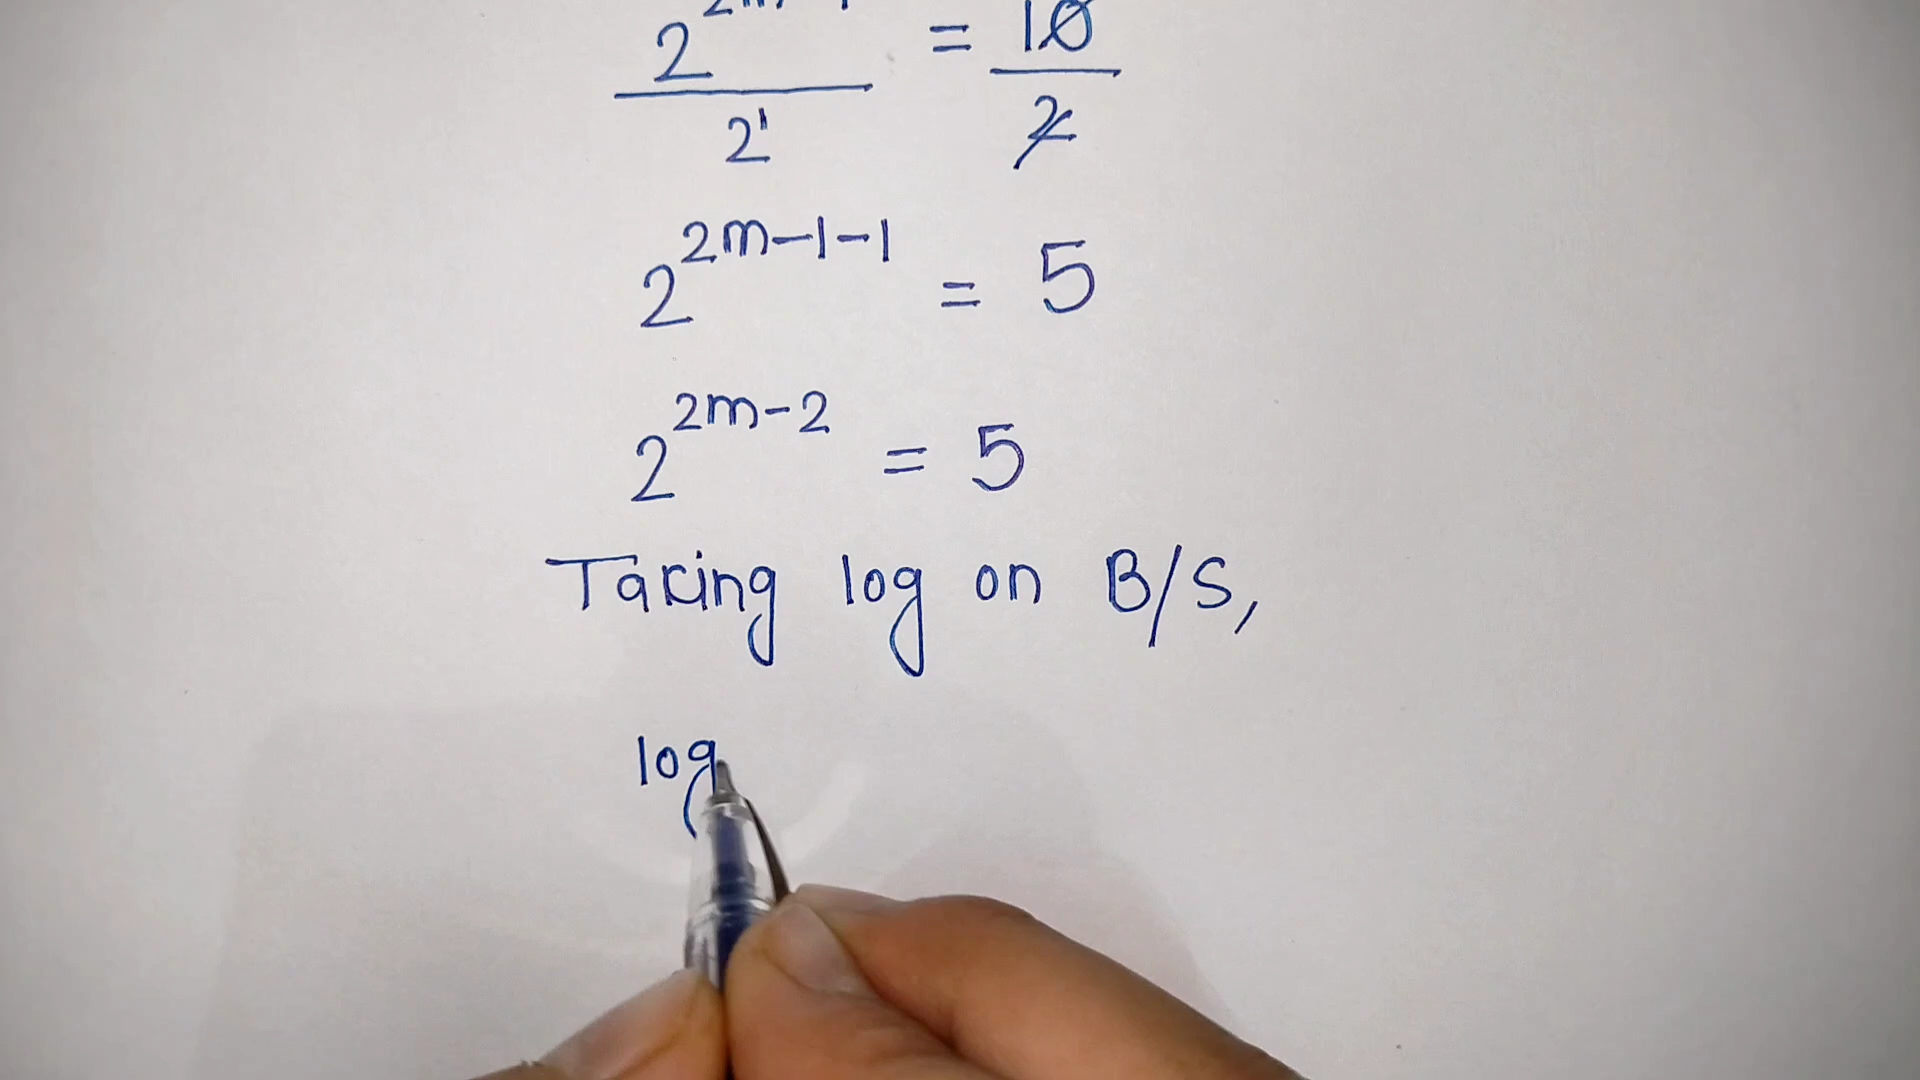 2^{2m-1} / 2^1 = 10 / 2
2^{2m-1-1} = 5
2^{2m-2} = 5
Taking log on B/S,
log